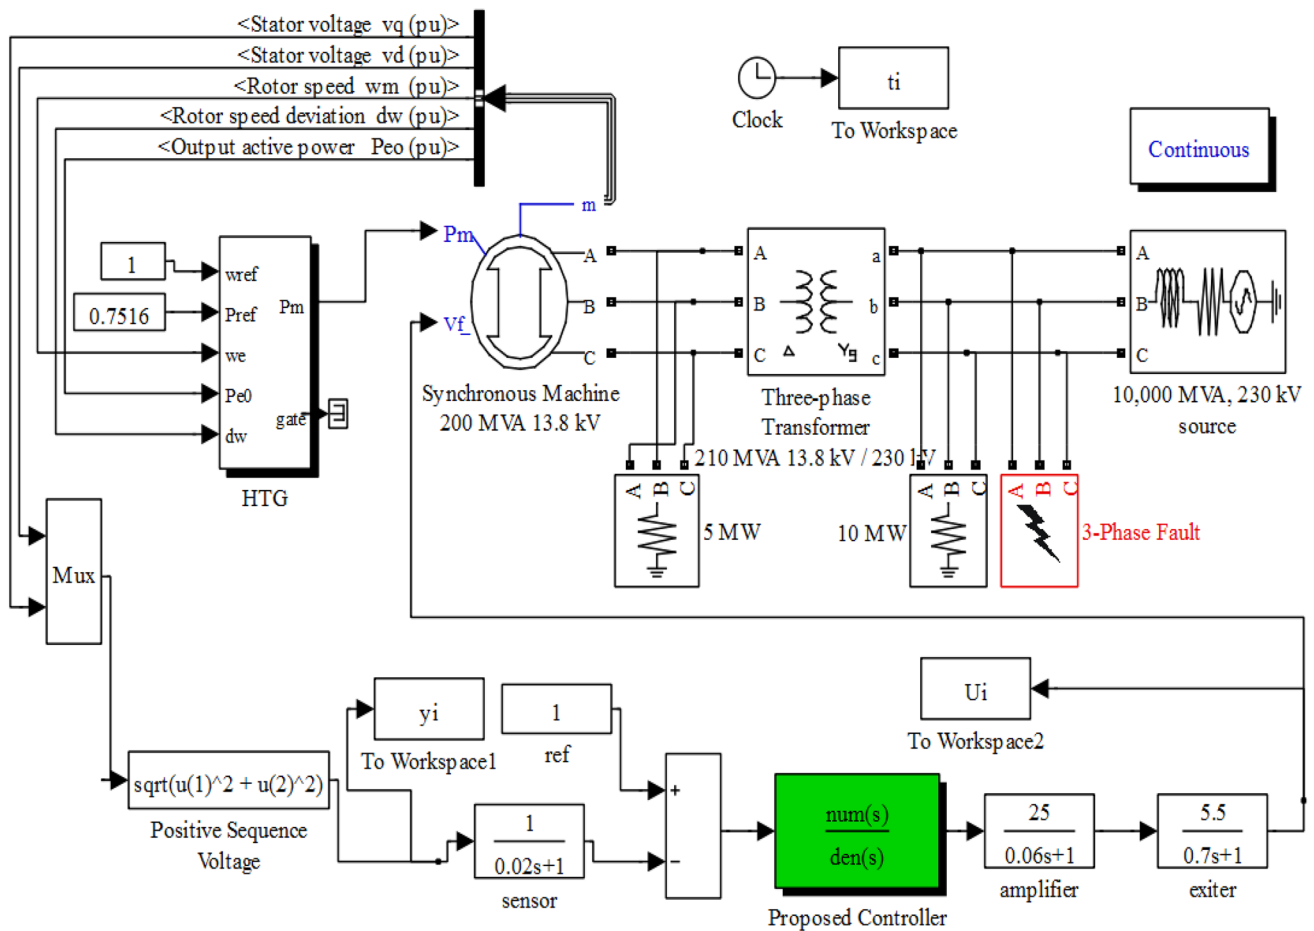 <Stator voltage vq (pu)>
<Stator voltage vd (pu)>
<Rotor speed wm (pu)>
<Rotor speed deviation dw (pu)>
<Output active power Peo (pu)>
Clock
ti
To Workspace
Continuous
m
Pm
Vf_
A
B
C
Synchronous Machine
200 MVA 13.8 kV
1
0.7516
wref
Pref
we
Pe0
dw
Pm
gate
HTG
A
B
C
a
b
c
Δ
Yg
Three-phase
Transformer
210 MVA 13.8 kV / 230 kV
A
B
C
10,000 MVA, 230 kV
source
A
B
C
5 MW
A
B
C
10 MW
A
B
C
3-Phase Fault
Mux
sqrt(u(1)^2 + u(2)^2)
Positive Sequence
Voltage
yi
To Workspace1
1
ref
Ui
To Workspace2
1
0.02s+1
sensor
+
−
num(s)
den(s)
Proposed Controller
25
0.06s+1
amplifier
5.5
0.7s+1
exiter